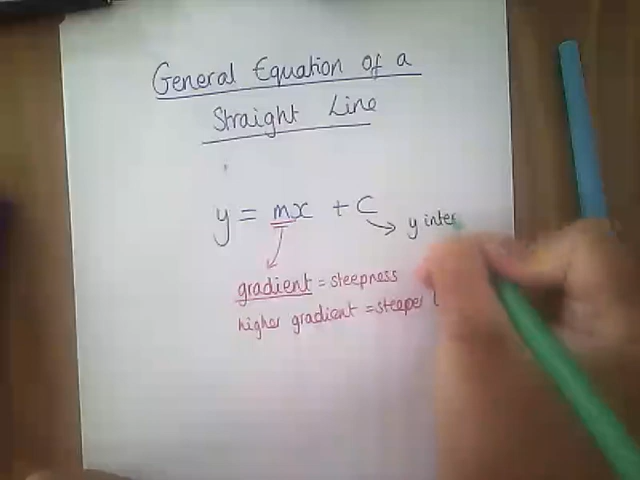 General Equation of a
Straight Line
y = mx + C
y inter
gradient = steepness
higher gradient = steeper